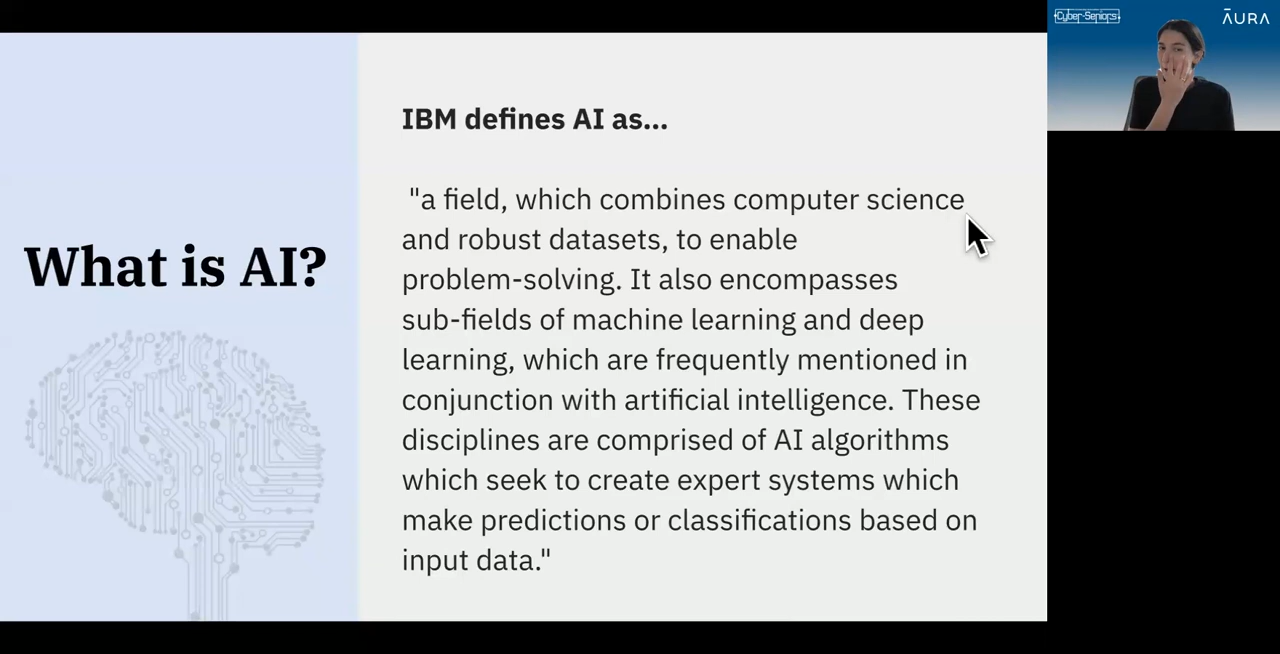 What is AI?
IBM defines AI as...
"a field, which combines computer science
and robust datasets, to enable
problem-solving. It also encompasses
sub-fields of machine learning and deep
learning, which are frequently mentioned in
conjunction with artificial intelligence. These
disciplines are comprised of AI algorithms
which seek to create expert systems which
make predictions or classifications based on
input data."
Cyber-Seniors
ĀURA